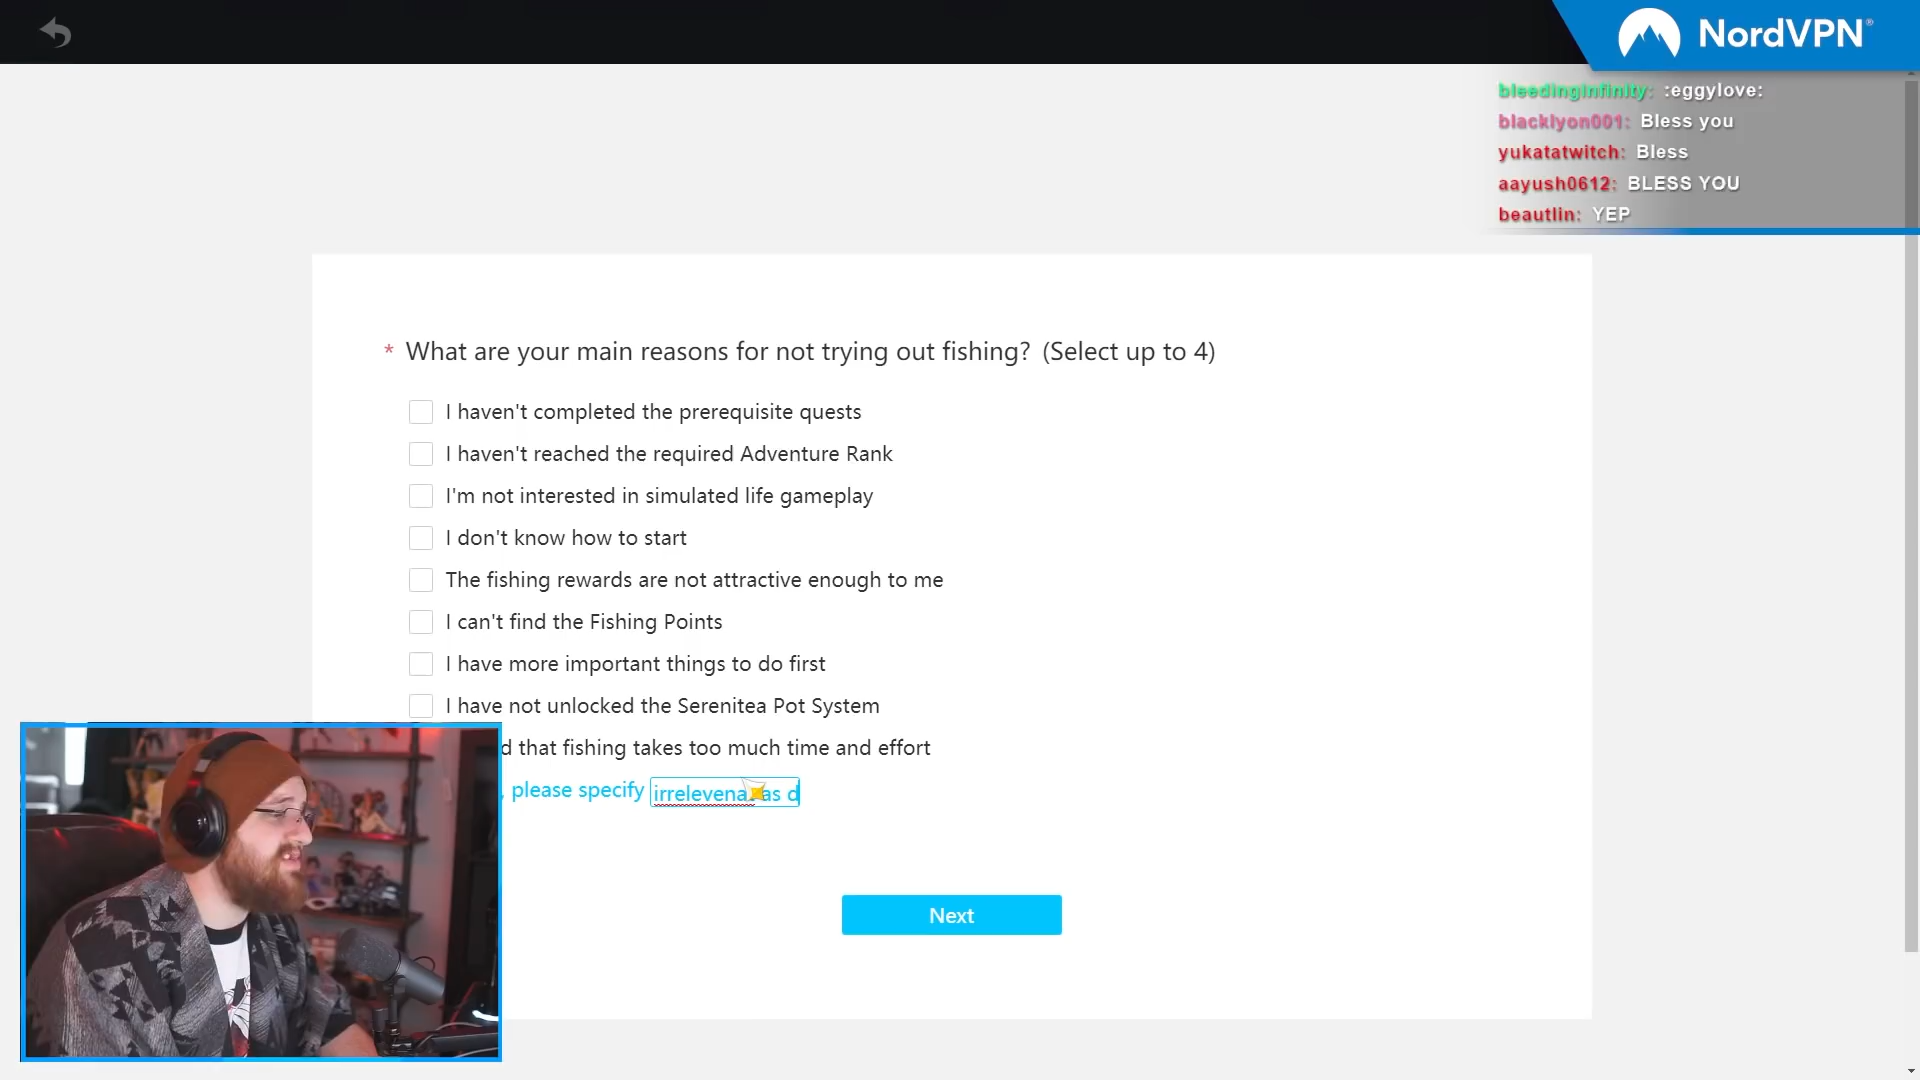 NordVPN®
bleedinginfinity: :eggylove:
blacklyon001: Bless you
yukatatwitch: Bless
aayush0612: BLESS YOU
beautlin: YEP
* What are your main reasons for not trying out fishing? (Select up to 4)
I haven't completed the prerequisite quests
I haven't reached the required Adventure Rank
I'm not interested in simulated life gameplay
I don't know how to start
The fishing rewards are not attractive enough to me
I can't find the Fishing Points
I have more important things to do first
I have not unlocked the Serenitea Pot System
d that fishing takes too much time and effort
, please specify as d
Next